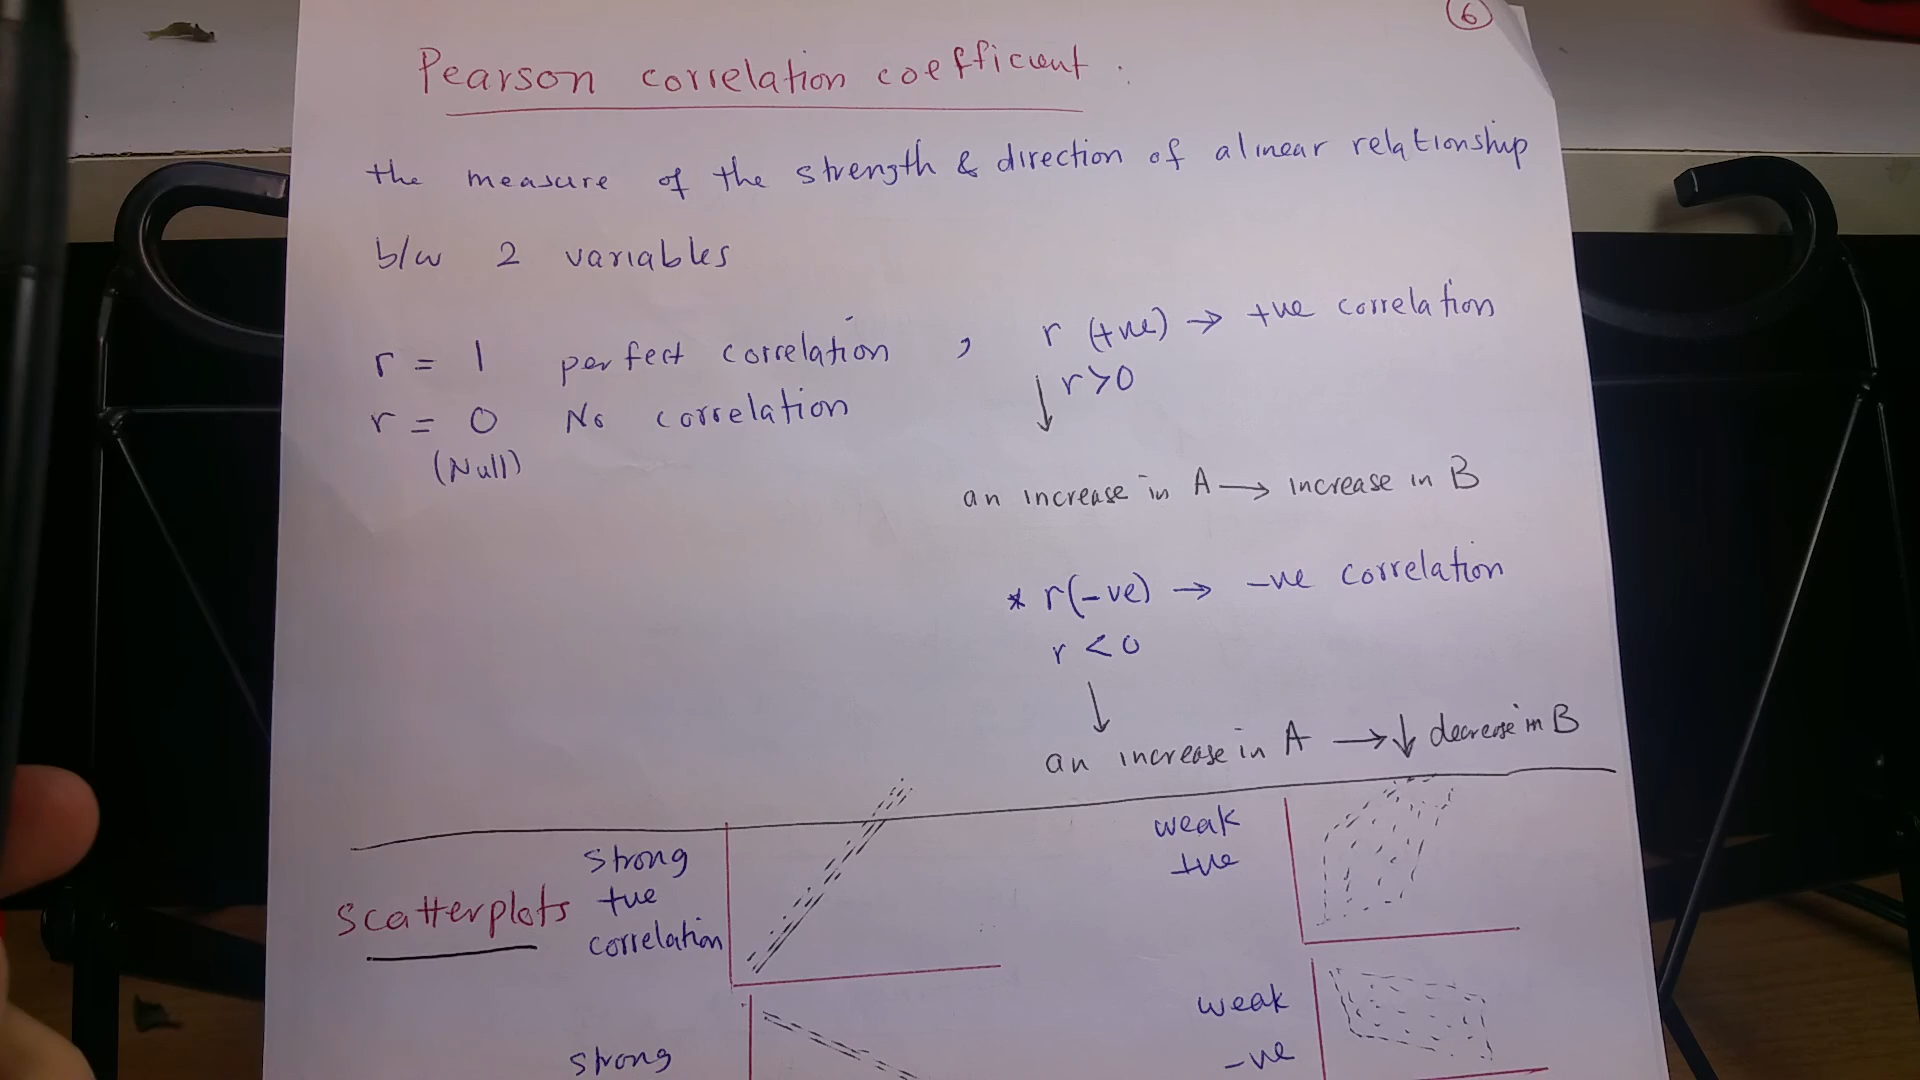 6
Pearson correlation coefficient :
the measure of the strength & direction of a linear relationship
b/w 2 variables
r = 1 perfect correlation , r (+ve) → +ve correlation
↓ r>0
r = 0 No correlation
(Null)
an increase in A → increase in B
* r(-ve) → -ve correlation
r < 0
↓
an increase in A → ↓ decrease in B
Scatterplots
strong
+ve
correlation
weak
+ve
strong
weak
-ve